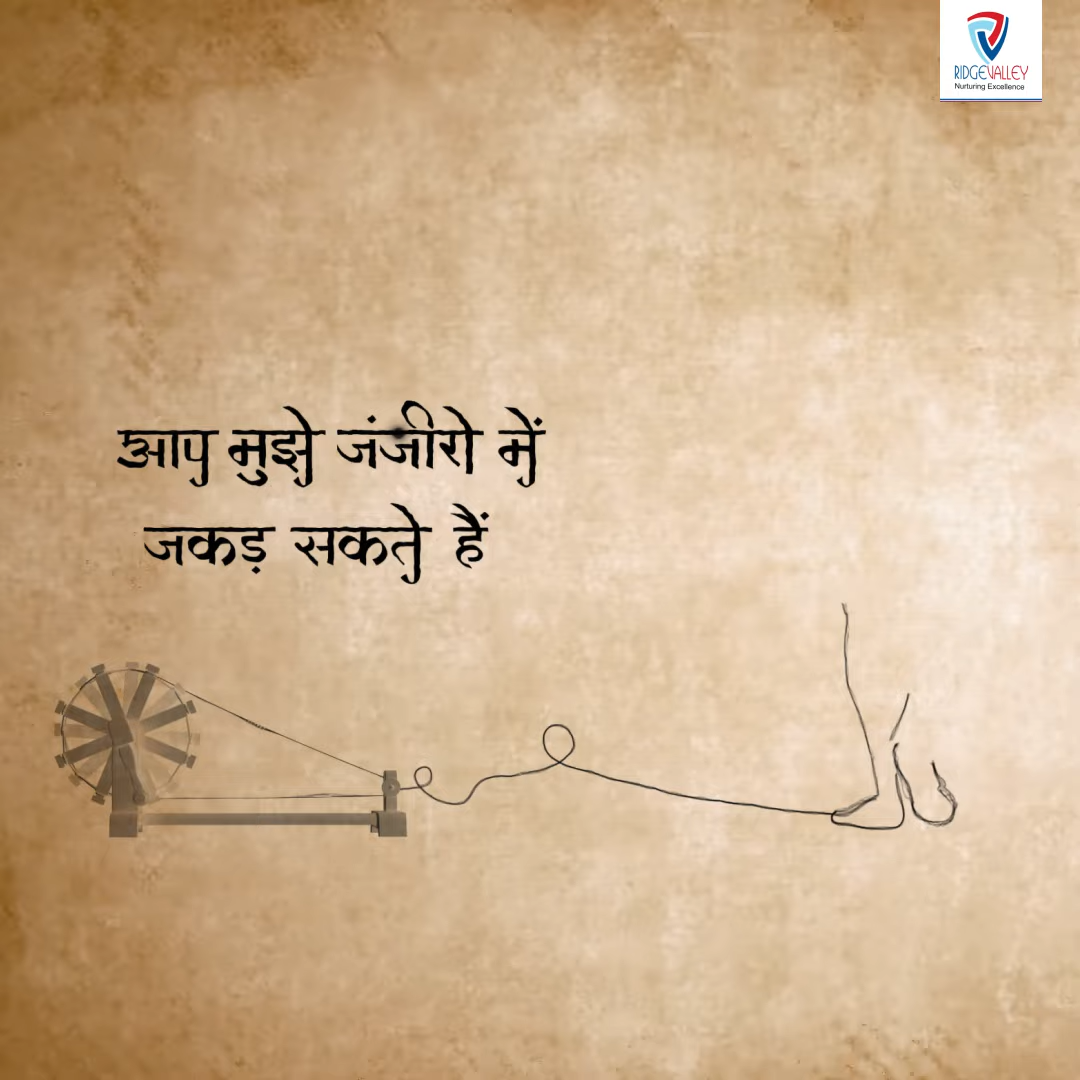 RIDGEVALLEY
Nurturing Excellence
आप मुझे जंजीरो में
जकड़ सकते हैं